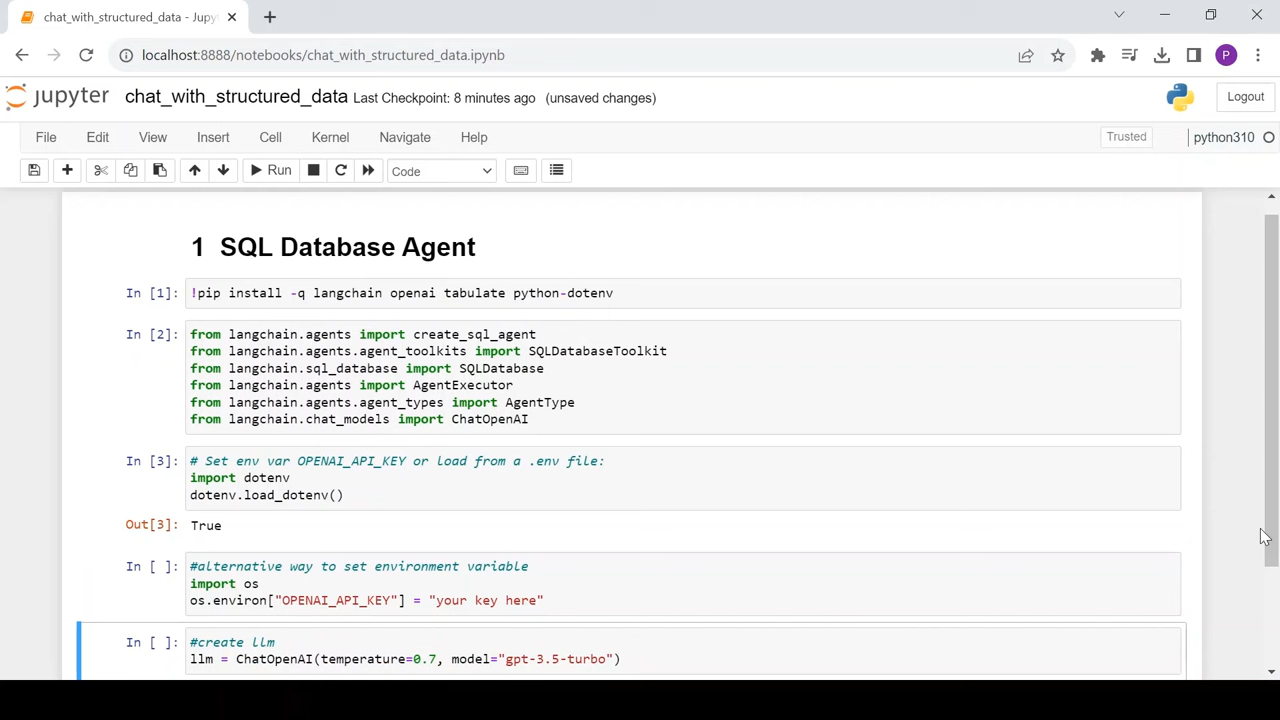 chat_with_structured_data - Jupy
localhost:8888/notebooks/chat_with_structured_data.ipynb
P
jupyter chat_with_structured_data Last Checkpoint: 8 minutes ago (unsaved changes)
Logout
File Edit View Insert Cell Kernel Navigate Help
Trusted
python310
Run
Code
1 SQL Database Agent
In [1]: !pip install -q langchain openai tabulate python-dotenv
In [2]: from langchain.agents import create_sql_agent
from langchain.agents.agent_toolkits import SQLDatabaseToolkit
from langchain.sql_database import SQLDatabase
from langchain.agents import AgentExecutor
from langchain.agents.agent_types import AgentType
from langchain.chat_models import ChatOpenAI
In [3]: # Set env var OPENAI_API_KEY or load from a .env file:
import dotenv
dotenv.load_dotenv()
Out[3]: True
In [ ]: #alternative way to set environment variable
import os
os.environ["OPENAI_API_KEY"] = "your key here"
In [ ]: #create llm
llm = ChatOpenAI(temperature=0.7, model="gpt-3.5-turbo")